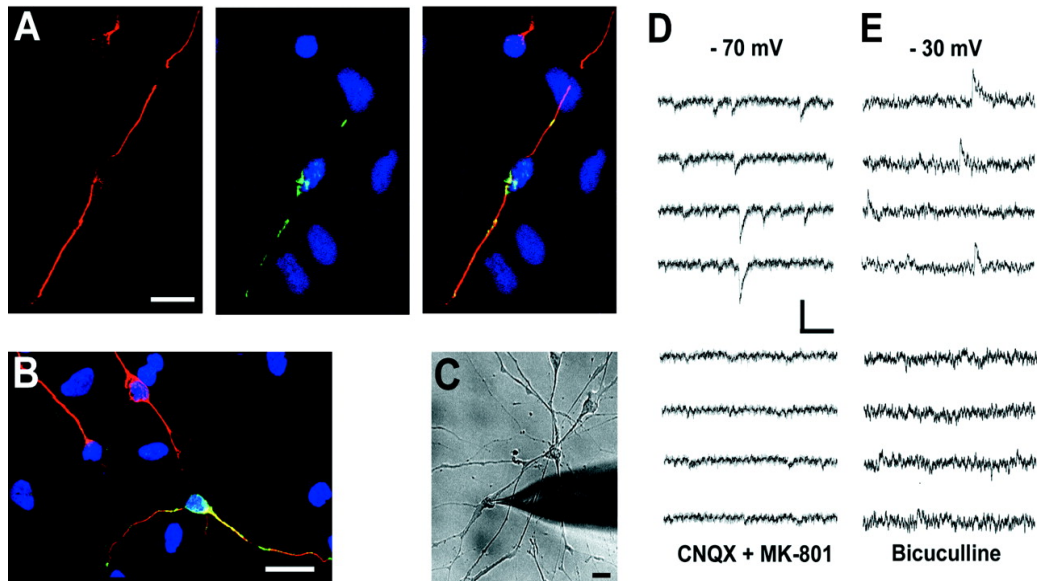 A
D
E
- 70 mV
- 30 mV
B
C
CNQX + MK-801
Bicuculline